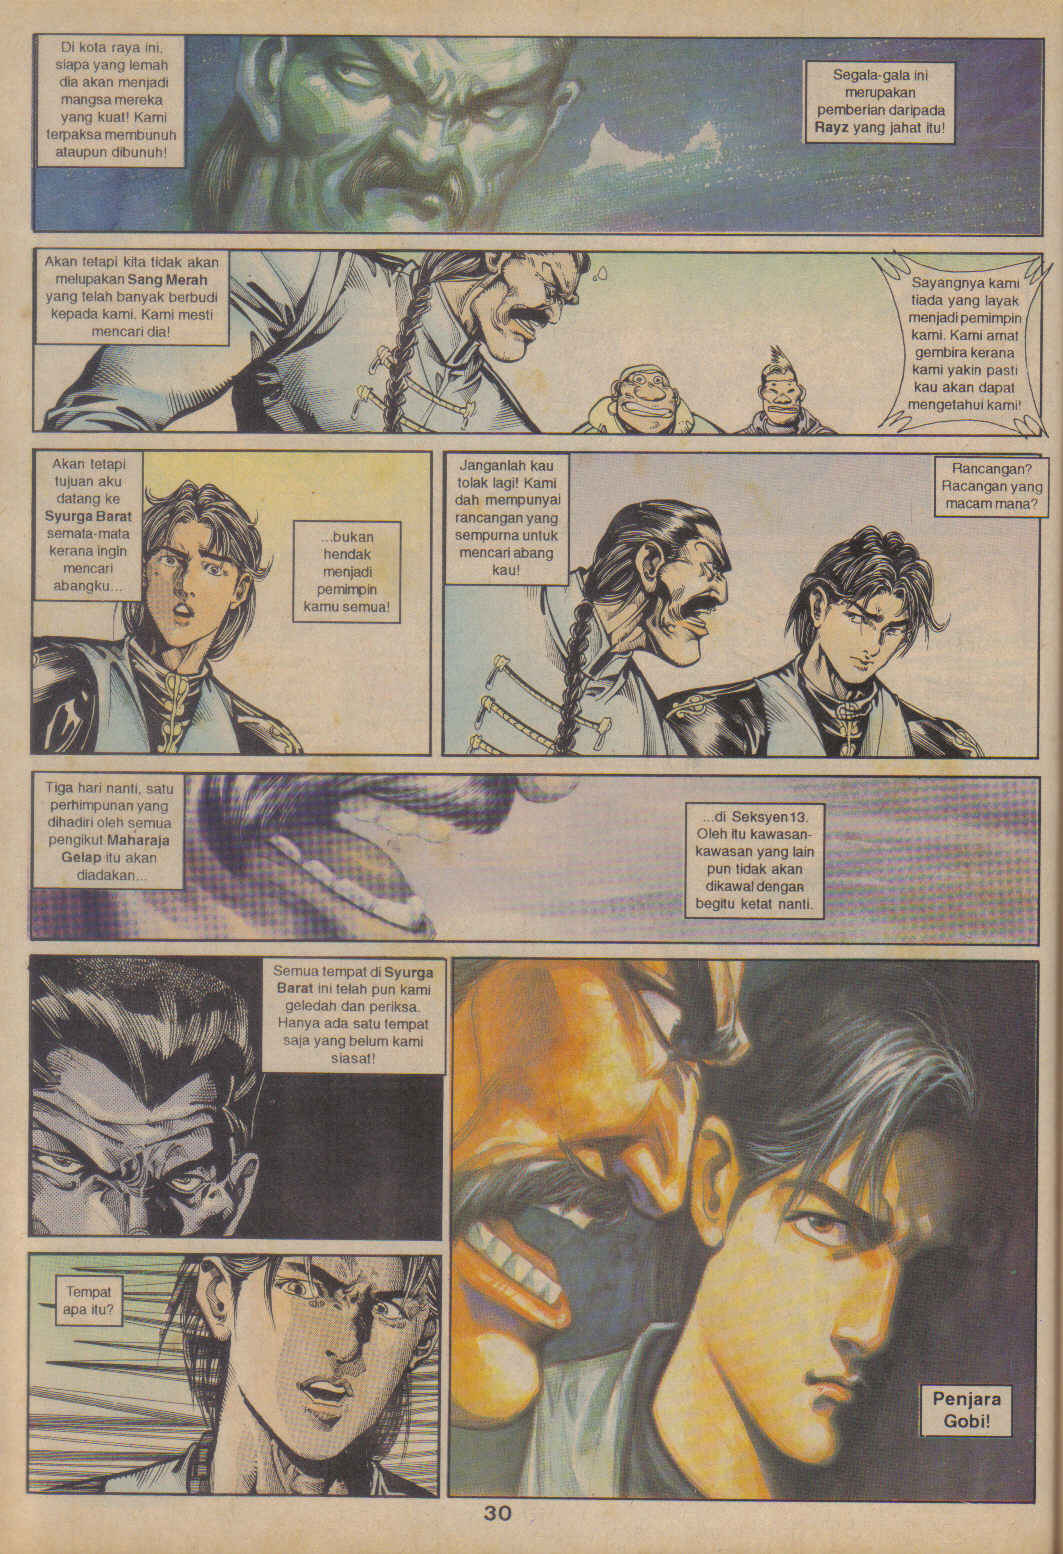 Di kota raya ini,
siapa yang lemah
dia akan menjadi
mangsa mereka
yang kuat! Kami
terpaksa membunuh
ataupun dibunuh!
Segala-gala ini
merupakan
pemberian daripada
Rayz yang jahat itu!
Akan tetapi kita tidak akan
melupakan Sang Merah
yang telah banyak berbudi
kepada kami. Kami mesti
mencari dia!
Sayangnya kami
tiada yang layak
menjadi pemimpin
kami. Kami amat
gembira kerana
kami yakin pasti
kau akan dapat
mengetahui kami!
Akan tetapi
tujuan aku
datang ke
Syurga Barat
semata-mata
kerana ingin
mencari
abangku...
...bukan
hendak
menjadi
pemimpin
kamu semua!
Janganlah kau
tolak lagi! Kami
dah mempunyai
rancangan yang
sempurna untuk
mencari abang
kau!
Rancangan?
Racangan yang
macam mana?
Tiga hari nanti, satu
perhimpunan yang
dihadiri oleh semua
pengikut Maharaja
Gelap itu akan
diadakan...
...di Seksyen13.
Oleh itu kawasan-
kawasan yang lain
pun tidak akan
dikawal dengan
begitu ketat nanti.
Semua tempat di Syurga
Barat ini telah pun kami
geledah dan periksa.
Hanya ada satu tempat
saja yang belum kami
siasat!
Tempat
apa itu?
Penjara
Gobi!
30